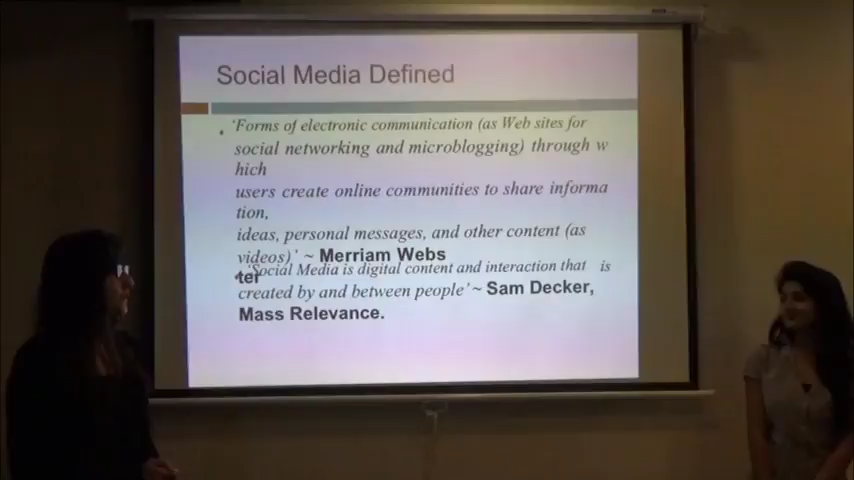 Social Media Defined
• ‘Forms of electronic communication (as Web sites for
social networking and microblogging) through w
hich
users create online communities to share informa
tion,
ideas, personal messages, and other content (as
videos)’ ~ Merriam Webs
ter
• ‘Social Media is digital content and interaction that is
created by and between people’ ~ Sam Decker,
Mass Relevance.